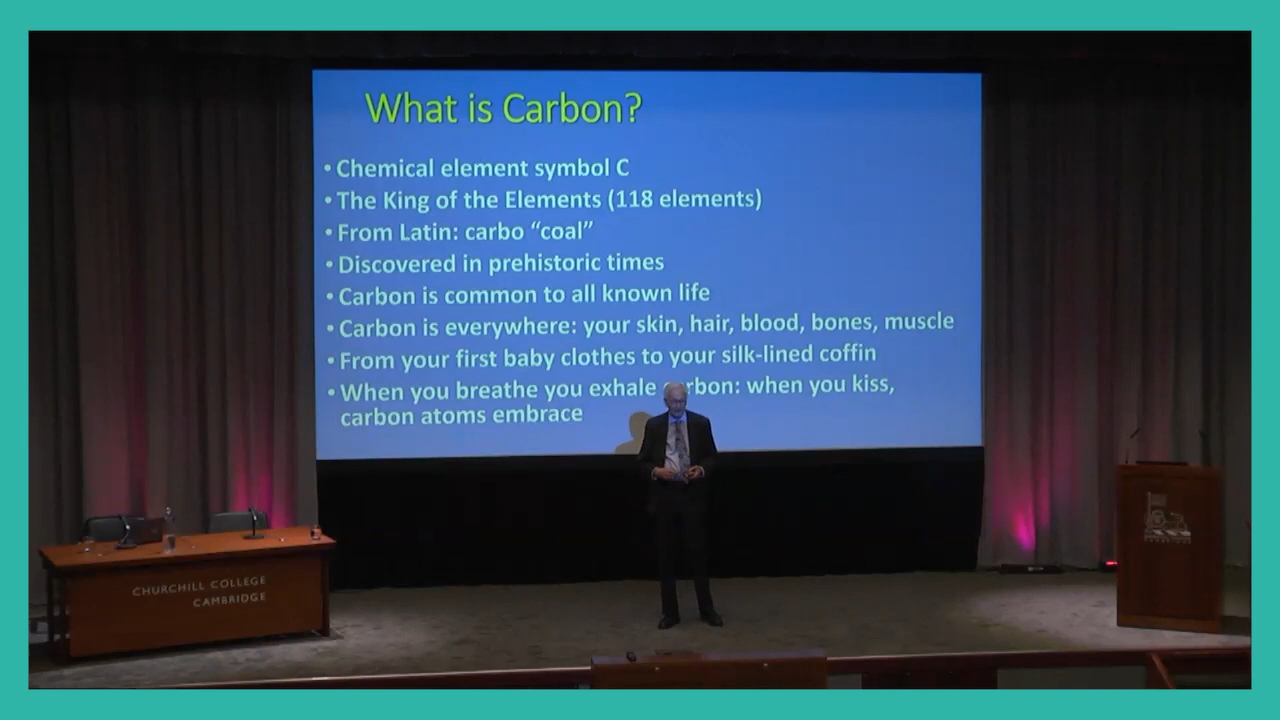 What is Carbon?
• Chemical element symbol C
• The King of the Elements (118 elements)
• From Latin: carbo “coal”
• Discovered in prehistoric times
• Carbon is common to all known life
• Carbon is everywhere: your skin, hair, blood, bones, muscle
• From your first baby clothes to your silk-lined coffin
• When you breathe you exhale carbon: when you kiss,
carbon atoms embrace
CHURCHILL COLLEGE
CAMBRIDGE